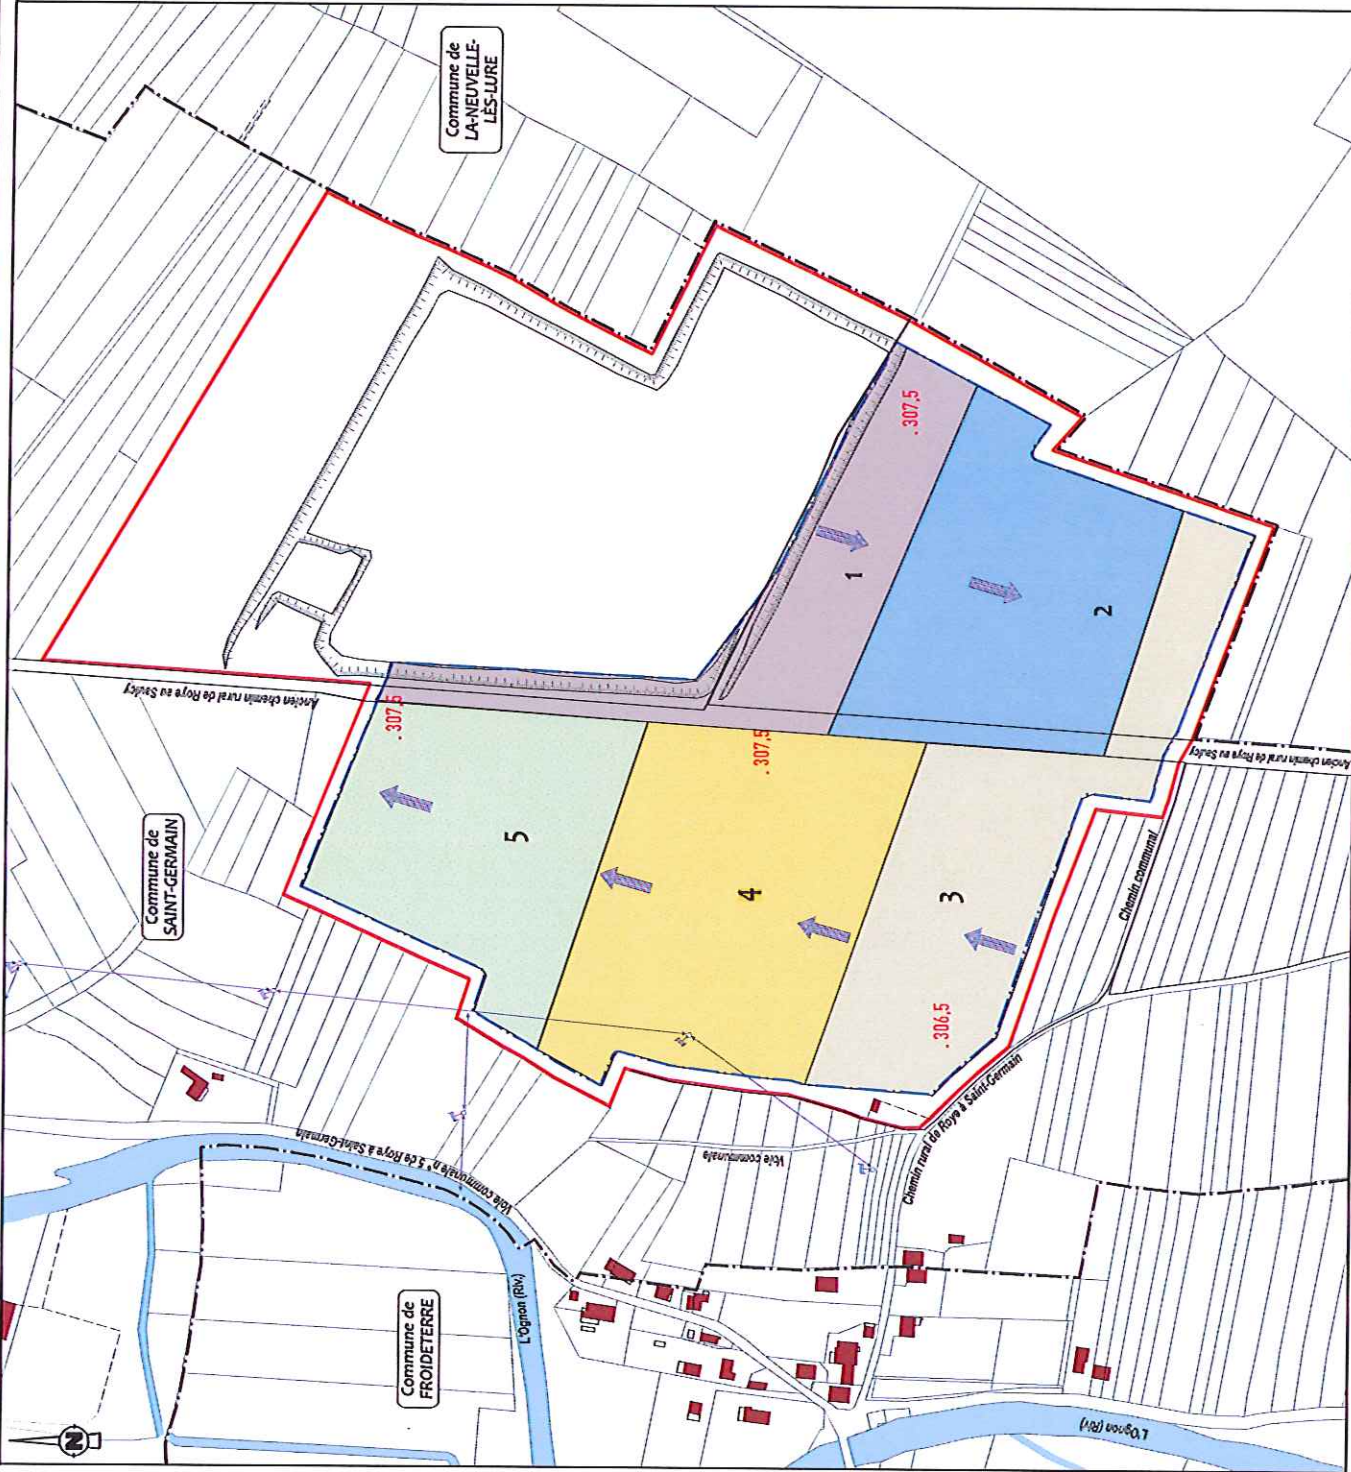 Commune de
LA-NEUVELLE-
LÈS-LURE
Commune de
SAINT-GERMAIN
Commune de
FROIDETERRE
Ancien chemin rural de Roye au Saulcy
. 307,5
. 307,5
. 307,5
. 306,5
1
2
3
4
5
Ancien chemin rural de Roye au Saulcy
Chemin communal
Chemin rural de Roye à Saint-Germain
Voie communale
Voie communale n° 5 de Roye à Saint-Germain
L'Ognon (Riv.)
L'Ognon (Riv)
N